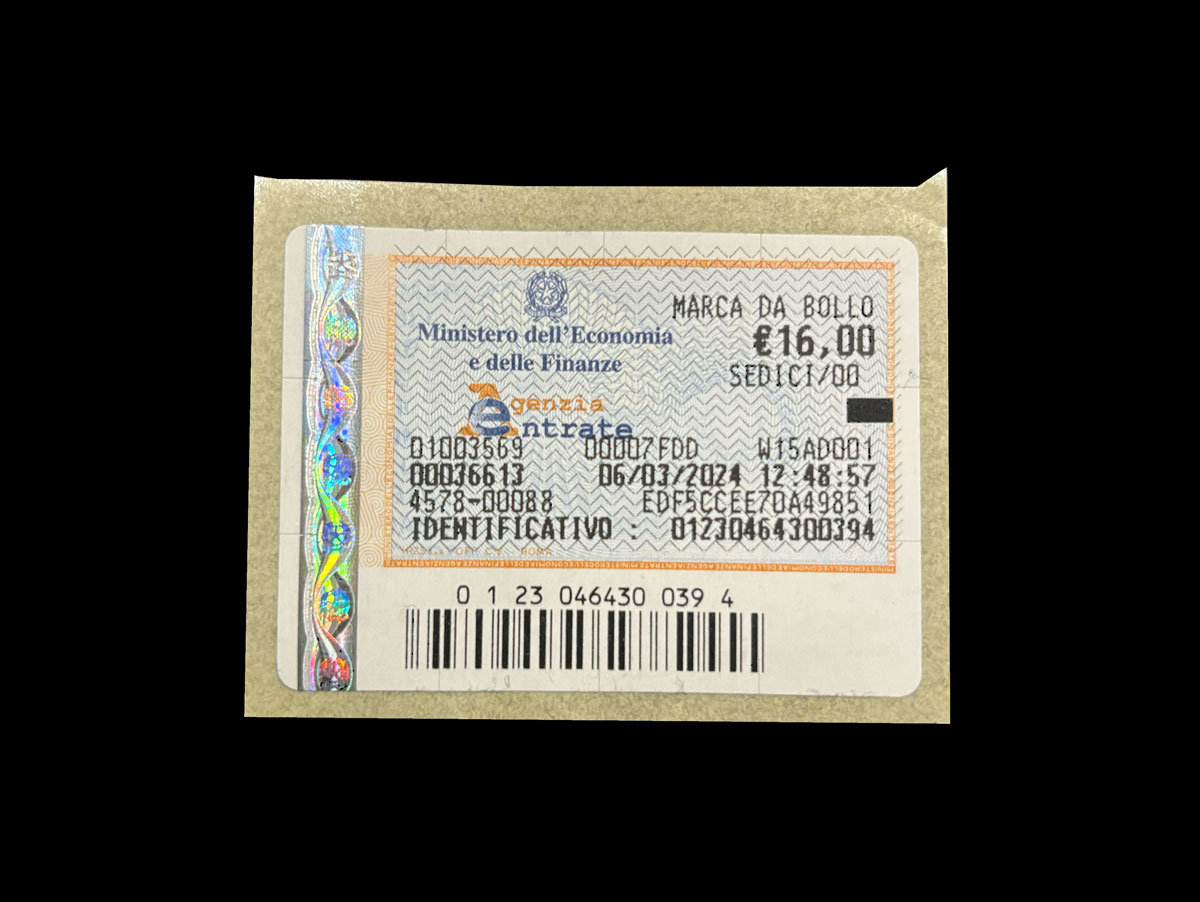 MARCA DA BOLLO
Ministero dell'Economia
e delle Finanze
€16,00
SEDICI/00
Agenzia
entrate
01003569 00007FDD W15AD001
00036613 06/03/2024 12:48:57
4578-00088 EDF5CCEE70A49851
IDENTIFICATIVO : 01230464300394
0 1 23 046430 039 4